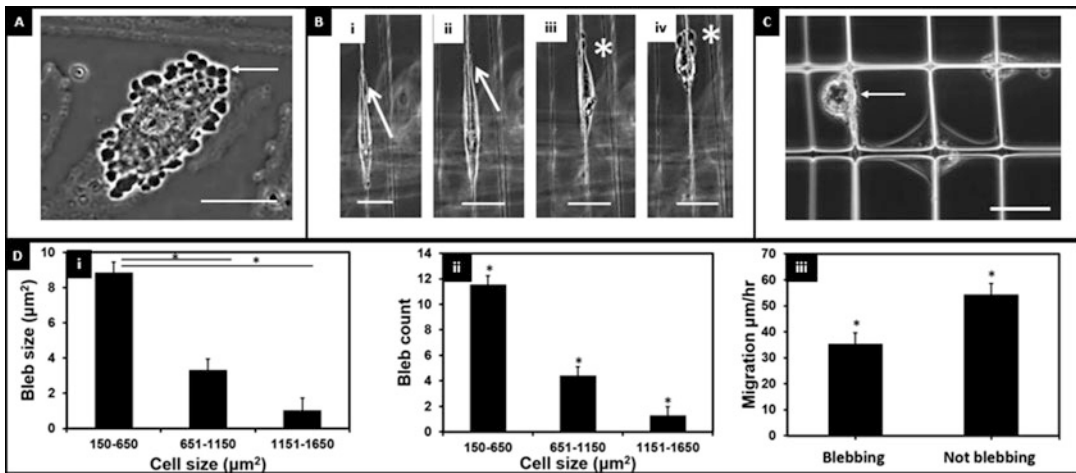 A
B
i
ii
iii
*
iv
*
C
D
i
10
8
6
4
2
0
*
*
Bleb size (µm²)
150-650
651-1150
1151-1650
Cell size (µm²)
ii
14
12
10
8
6
4
2
0
*
*
*
Bleb count
150-650
651-1150
1151-1650
Cell size (µm²)
iii
70
60
50
40
30
20
10
0
*
*
Migration µm/hr
Blebbing
Not blebbing